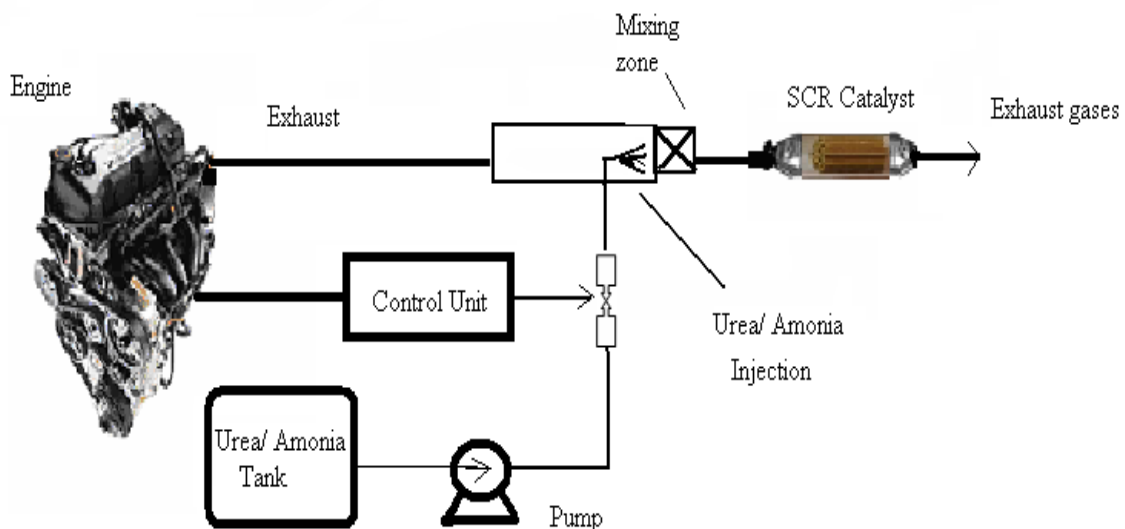 Mixing
zone
Engine
SCR Catalyst
Exhaust
Exhaust gases
Control Unit
Urea/ Amonia
Injection
Urea/ Amonia
Tank
Pump